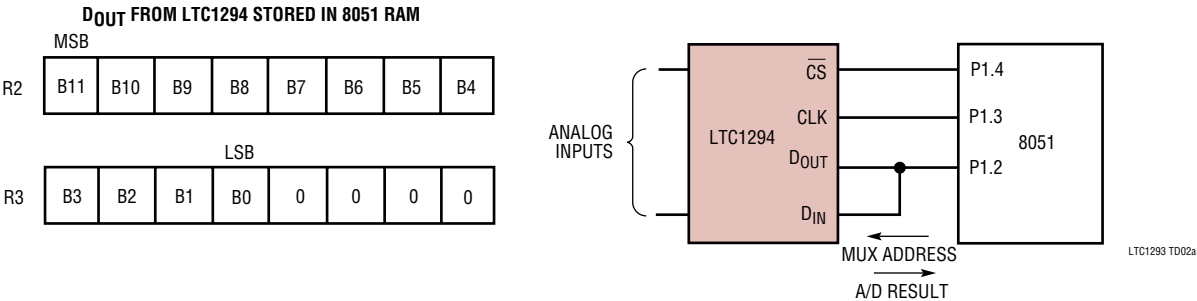 DOUT FROM LTC1294 STORED IN 8051 RAM
MSB
R2 B11 B10 B9 B8 B7 B6 B5 B4
LSB
R3 B3 B2 B1 B0 0 0 0 0
ANALOG
INPUTS
LTC1294
CS
CLK
DOUT
DIN
P1.4
P1.3
P1.2
8051
MUX ADDRESS
A/D RESULT
LTC1293 TD02a